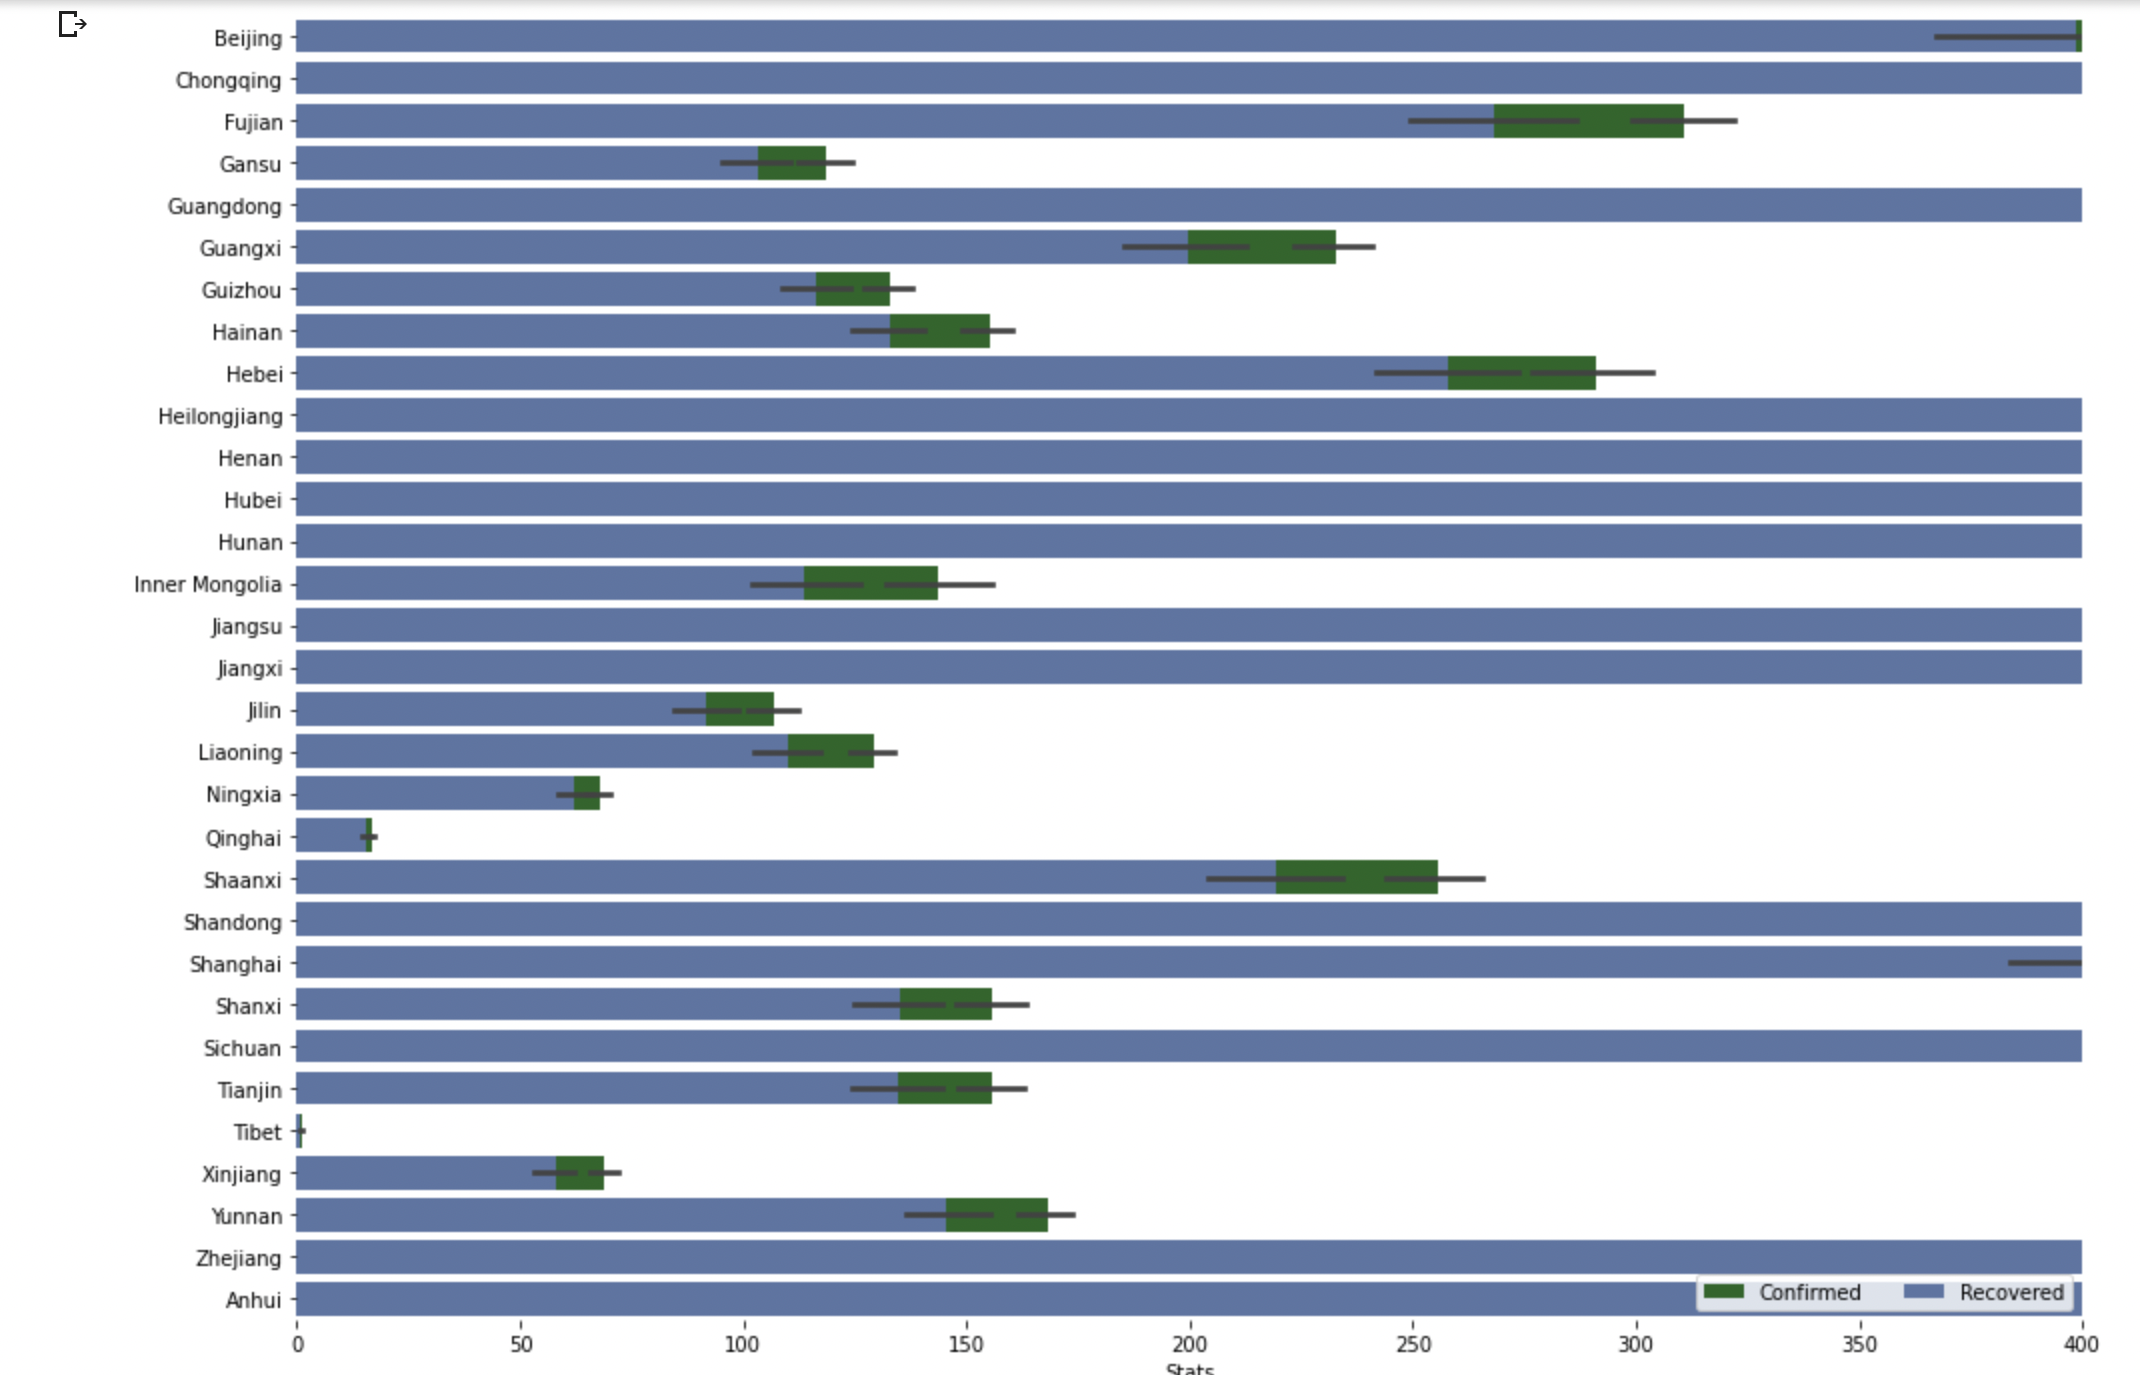 Beijing
Chongqing
Fujian
Gansu
Guangdong
Guangxi
Guizhou
Hainan
Hebei
Heilongjiang
Henan
Hubei
Hunan
Inner Mongolia
Jiangsu
Jiangxi
Jilin
Liaoning
Ningxia
Qinghai
Shaanxi
Shandong
Shanghai
Shanxi
Sichuan
Tianjin
Tibet
Xinjiang
Yunnan
Zhejiang
Anhui
Confirmed Recovered
0 50 100 150 200 250 300 350 400
Stats